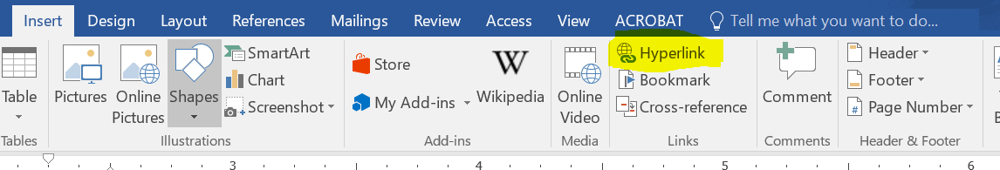 Insert Design Layout References Mailings Review Access View ACROBAT Tell me what you want to do...
Table
Pictures
Online
Pictures
Shapes
SmartArt
Chart
Screenshot
Store
My Add-ins
Wikipedia
Online
Video
Hyperlink
Bookmark
Cross-reference
Comment
Header
Footer
Page Number
Tables Illustrations Add-ins Media Links Comments Header & Footer
3 4 5 6